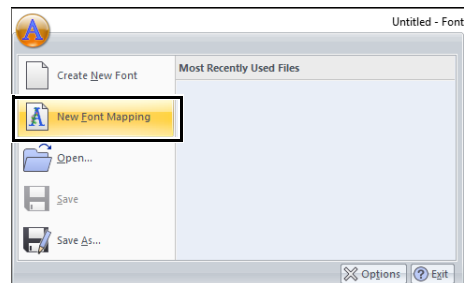 Untitled - Font
Create New Font
Most Recently Used Files
New Font Mapping
Open...
Save
Save As...
Options
Exit